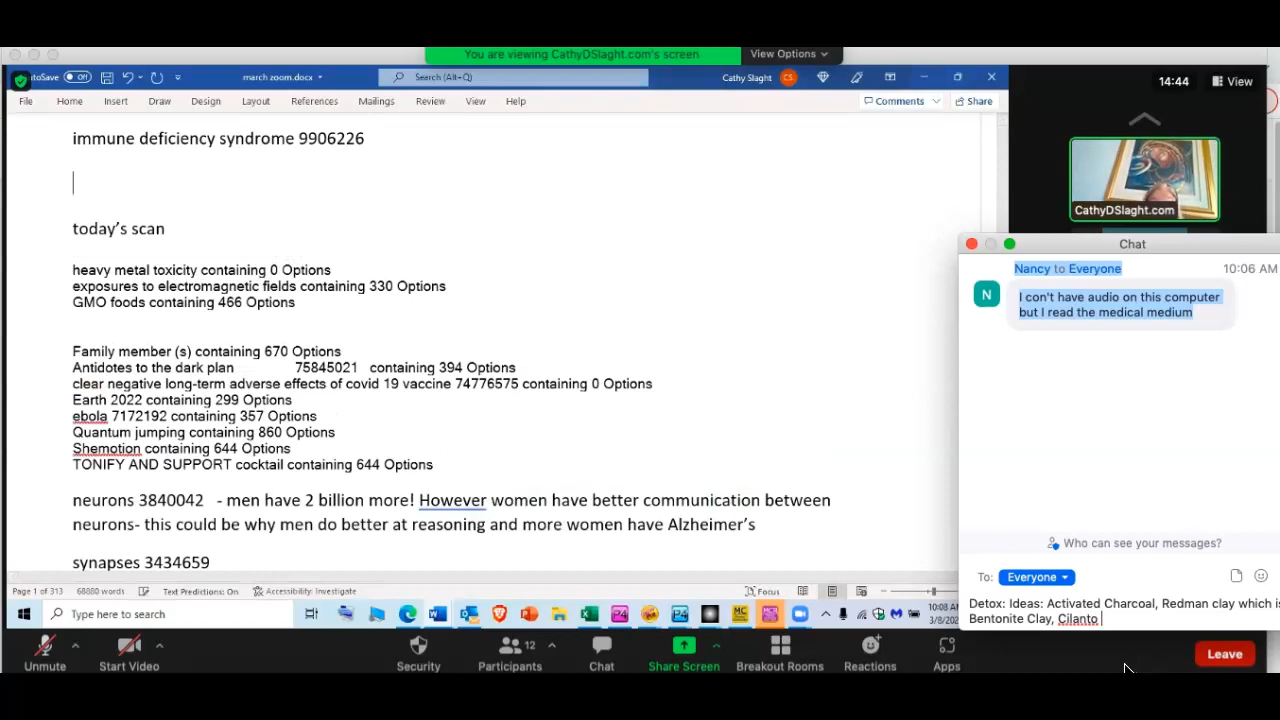 You are viewing CathyDSlaght.com's screen
View Options
AutoSave
Off
march zoom.docx
Search (Alt+Q)
Cathy Slaght
CS
14:44
View
File
Home
Insert
Draw
Design
Layout
References
Mailings
Review
View
Help
Comments
Share
immune deficiency syndrome 9906226
today's scan
heavy metal toxicity containing 0 Options
exposures to electromagnetic fields containing 330 Options
GMO foods containing 466 Options
Family member (s) containing 670 Options
Antidotes to the dark plan 75845021 containing 394 Options
clear negative long-term adverse effects of covid 19 vaccine 74776575 containing 0 Options
Earth 2022 containing 299 Options
ebola 7172192 containing 357 Options
Quantum jumping containing 860 Options
Shemotion containing 644 Options
TONIFY AND SUPPORT cocktail containing 644 Options
neurons 3840042 - men have 2 billion more! However women have better communication between
neurons- this could be why men do better at reasoning and more women have Alzheimer's
synapses 3434659
CathyDSlaght.com
Chat
Nancy to Everyone
10:06 AM
N
I con't have audio on this computer
but I read the medical medium
Who can see your messages?
To:
Everyone
Detox: Ideas: Activated Charcoal, Redman clay which is
Bentonite Clay, Cilanto
Page 1 of 313
68880 words
Text Predictions: On
Accessibility: Investigate
Focus
Type here to search
10:08 AM
3/8/202
Unmute
Start Video
Security
12
Participants
Chat
Share Screen
Breakout Rooms
Reactions
Apps
Leave